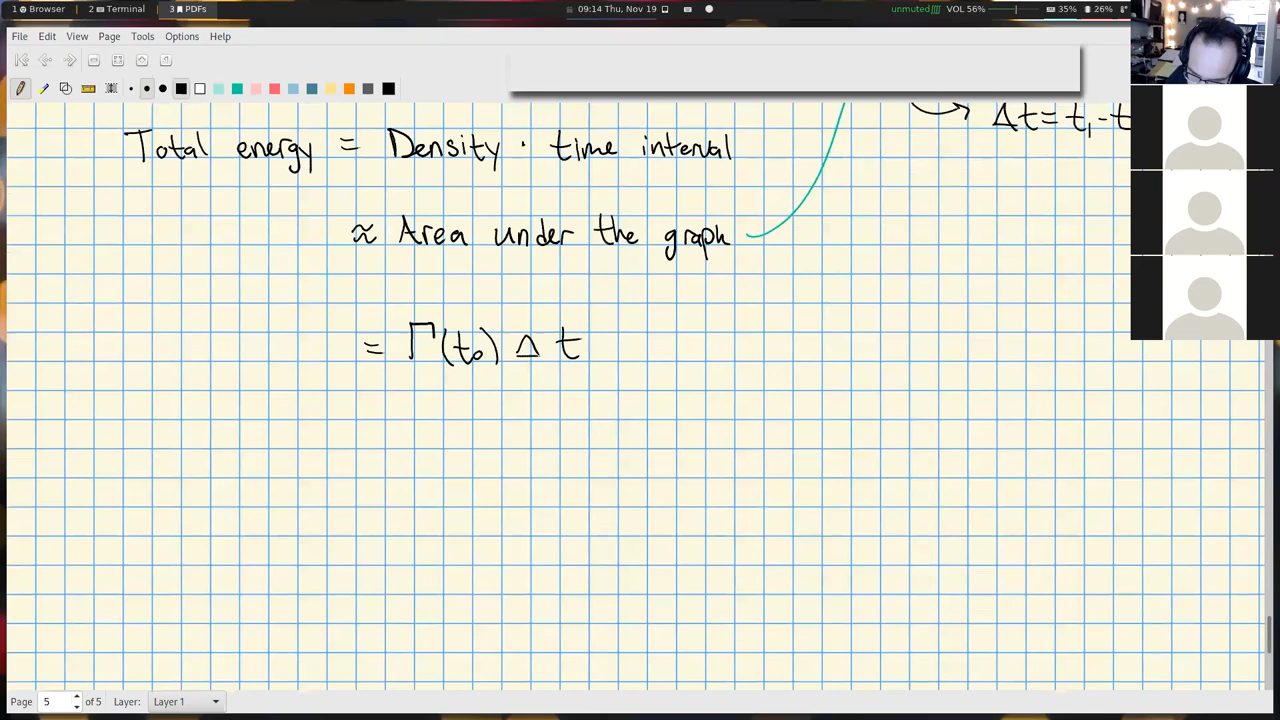 1 Browser 2 Terminal 3 PDFs 09:14 Thu, Nov 19 unmuted VOL 56% 35% 26%
File Edit View Page Tools Options Help
Δt = t₁ - t
Total energy = Density · time interval
≈ Area under the graph
= Γ(t₀) Δ t
Page 5 of 5 Layer: Layer 1